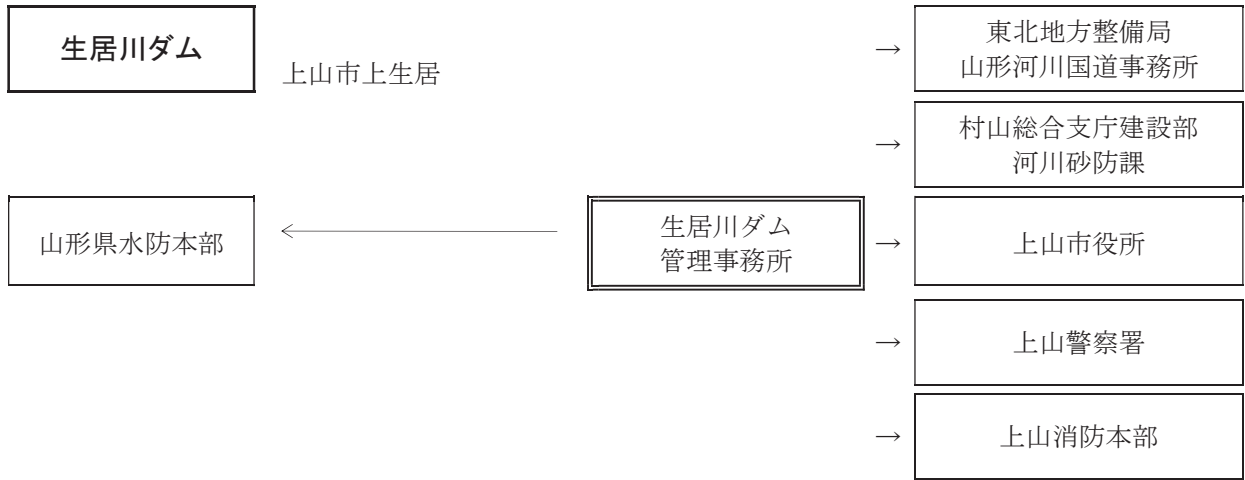 生居川ダム
上山市上生居
→
東北地方整備局
山形河川国道事務所
→
村山総合支庁建設部
河川砂防課
山形県水防本部
←
生居川ダム
管理事務所
→
上山市役所
→
上山警察署
→
上山消防本部